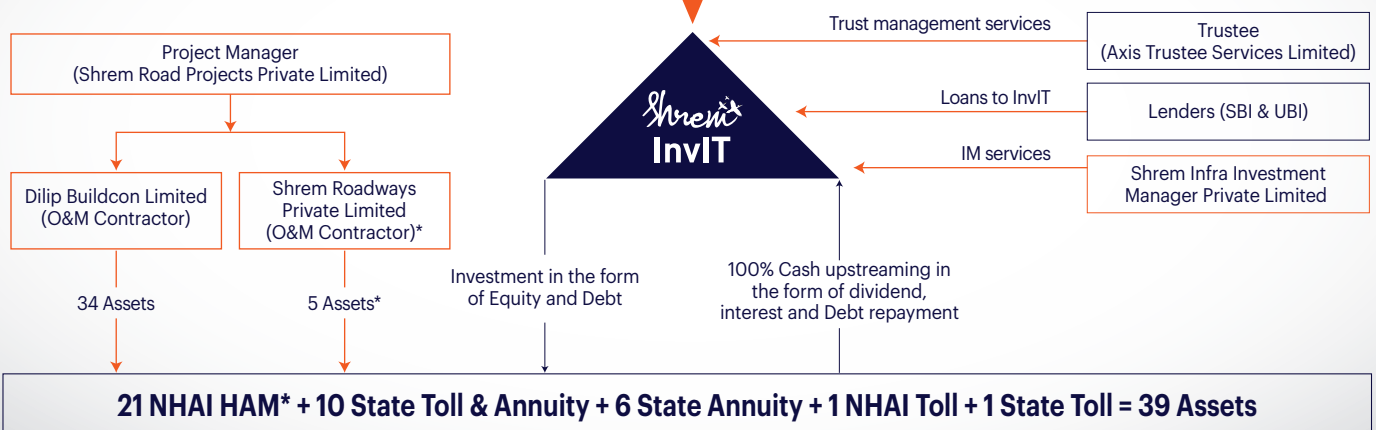 Project Manager
(Shrem Road Projects Private Limited)
Dilip Buildcon Limited
(O&M Contractor)
Shrem Roadways
Private Limited
(O&M Contractor)*
34 Assets
5 Assets*
Shrem
InvIT
Investment in the form
of Equity and Debt
100% Cash upstreaming in
the form of dividend,
interest and Debt repayment
Trust management services
Trustee
(Axis Trustee Services Limited)
Loans to InvIT
Lenders (SBI & UBI)
IM services
Shrem Infra Investment
Manager Private Limited
21 NHAI HAM* + 10 State Toll & Annuity + 6 State Annuity + 1 NHAI Toll + 1 State Toll = 39 Assets